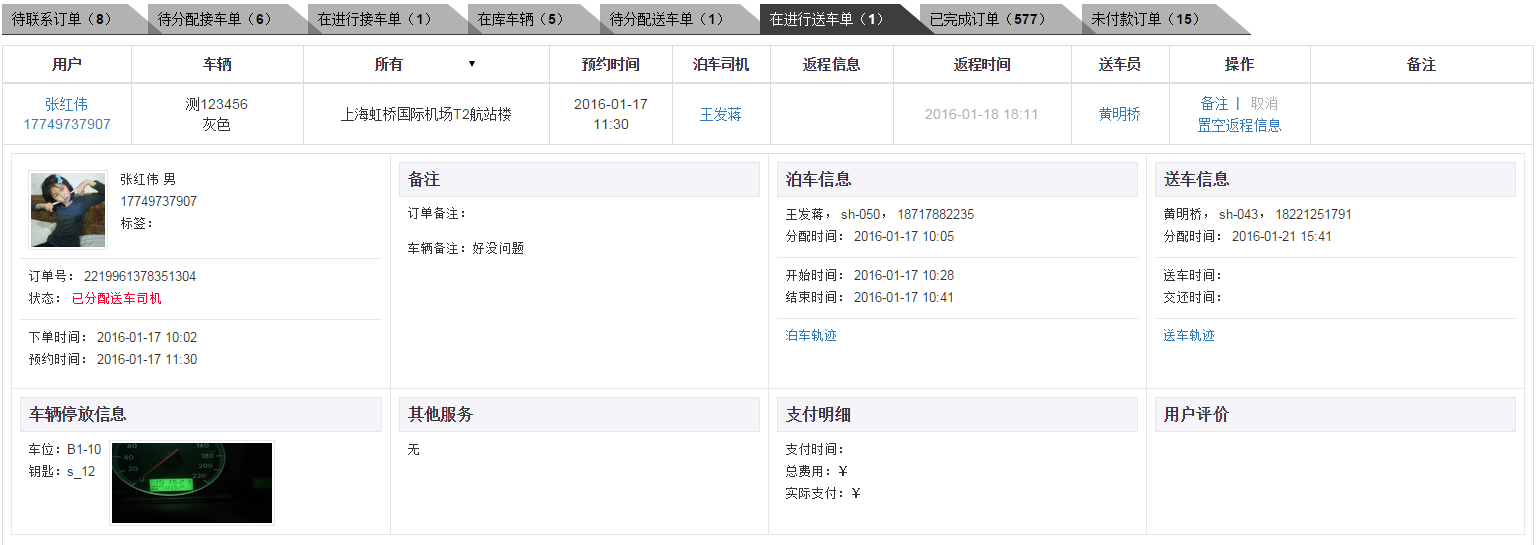 待联系订单（8） 待分配接车单（6） 在进行接车单（1） 在库车辆（5） 待分配送车单（1） 在进行送车单（1） 已完成订单（577） 未付款订单（15）
用户 车辆 所有 ▼ 预约时间 泊车司机 返程信息 返程时间 送车员 操作 备注
张红伟 测123456 上海虹桥国际机场T2航站楼 2016-01-17 王发蒋 2016-01-18 18:11 黄明桥 备注 | 取消
17749737907 灰色 11:30 置空返程信息
张红伟 男
17749737907
标签：
订单号： 2219961378351304
状态： 已分配送车司机
下单时间： 2016-01-17 10:02
预约时间： 2016-01-17 11:30
备注
订单备注：
车辆备注：好没问题
泊车信息
王发蒋， sh-050， 18717882235
分配时间： 2016-01-17 10:05
开始时间： 2016-01-17 10:28
结束时间： 2016-01-17 10:41
泊车轨迹
送车信息
黄明桥， sh-043， 18221251791
分配时间： 2016-01-21 15:41
送车时间：
交还时间：
送车轨迹
车辆停放信息
车位：B1-10
钥匙：s_12
其他服务
无
支付明细
支付时间：
总费用：￥
实际支付：￥
用户评价